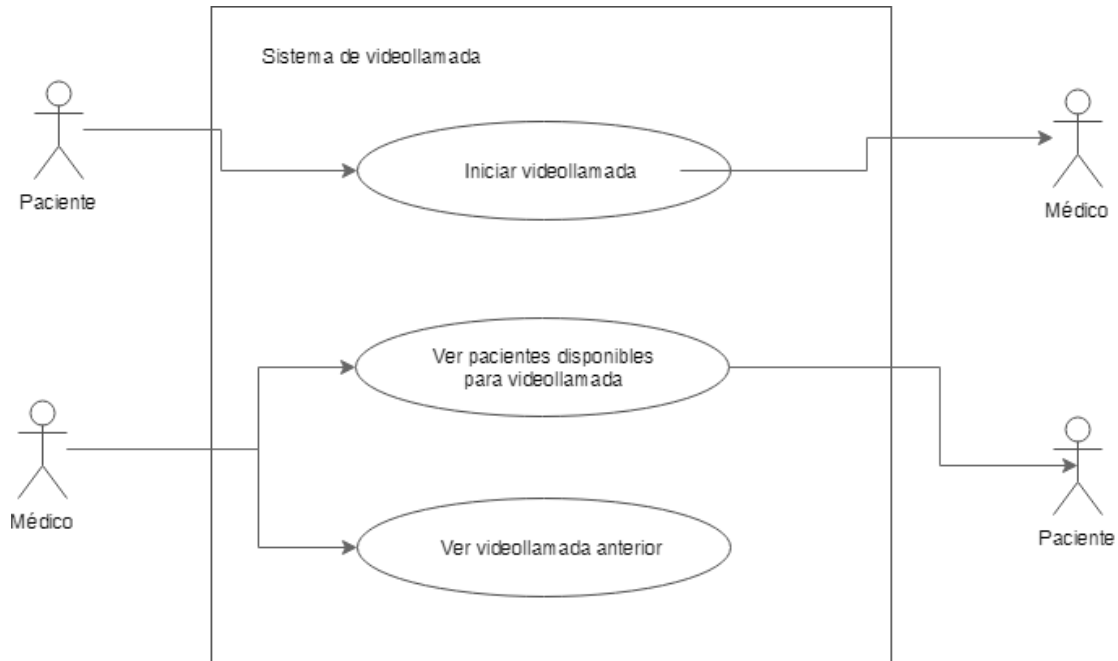 Sistema de videollamada
Paciente
Iniciar videollamada
Médico
Ver pacientes disponibles
para videollamada
Médico
Ver videollamada anterior
Paciente